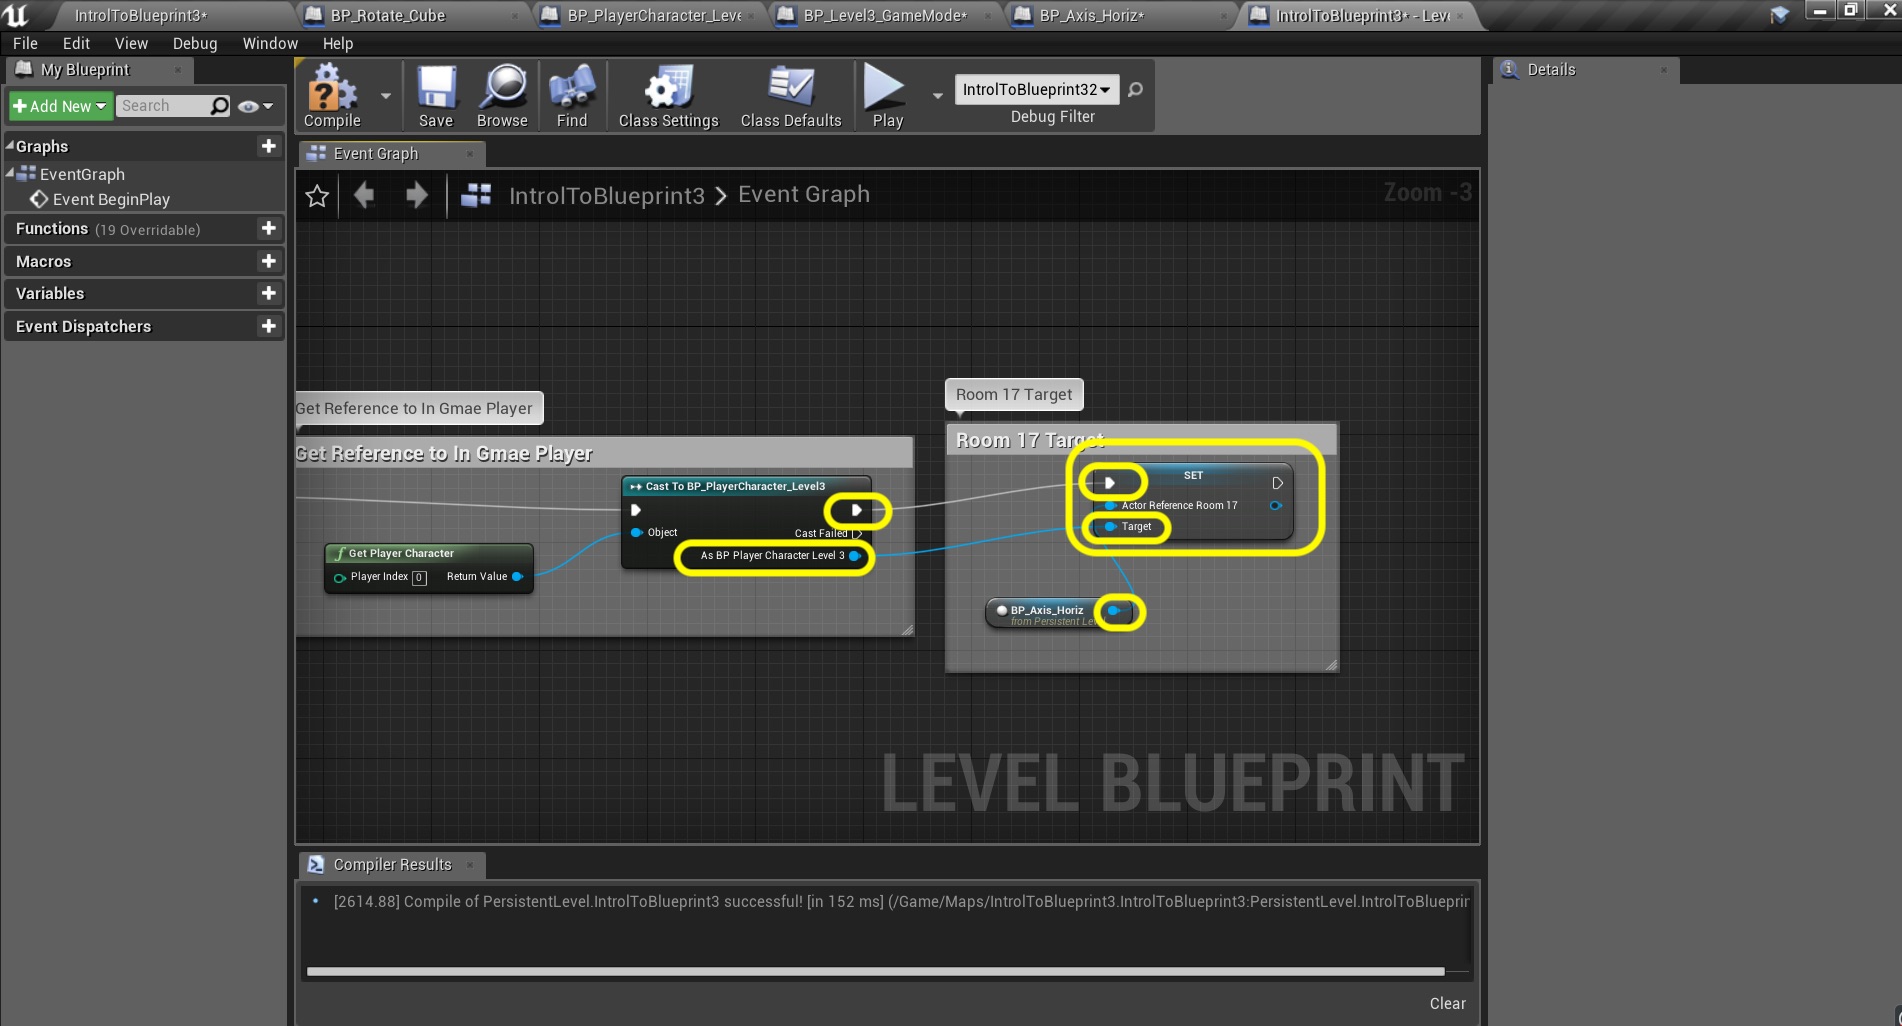 IntrolToBlueprint3*
BP_Rotate_Cube
BP_PlayerCharacter_Leve
BP_Level3_GameMode*
BP_Axis_Horiz*
IntrolToBlueprint3* - Leve
File Edit View Debug Window Help
My Blueprint
Add New
Search
Graphs
EventGraph
Event BeginPlay
Functions (19 Overridable)
Macros
Variables
Event Dispatchers
Compile
Save
Browse
Find
Class Settings
Class Defaults
Play
IntrolToBlueprint32
Debug Filter
Details
Event Graph
IntrolToBlueprint3 > Event Graph
Zoom -3
Get Reference to In Gmae Player
Get Reference to In Gmae Player
Cast To BP_PlayerCharacter_Level3
Object
Cast Failed
As BP Player Character Level 3
f Get Player Character
Player Index 0
Return Value
Room 17 Target
Room 17 Target
SET
Actor Reference Room 17
Target
BP_Axis_Horiz
from Persistent Level
LEVEL BLUEPRINT
Compiler Results
[2614.88] Compile of PersistentLevel.IntrolToBlueprint3 successful! [in 152 ms] (/Game/Maps/IntrolToBlueprint3.IntrolToBlueprint3:PersistentLevel.IntrolToBlueprin
Clear